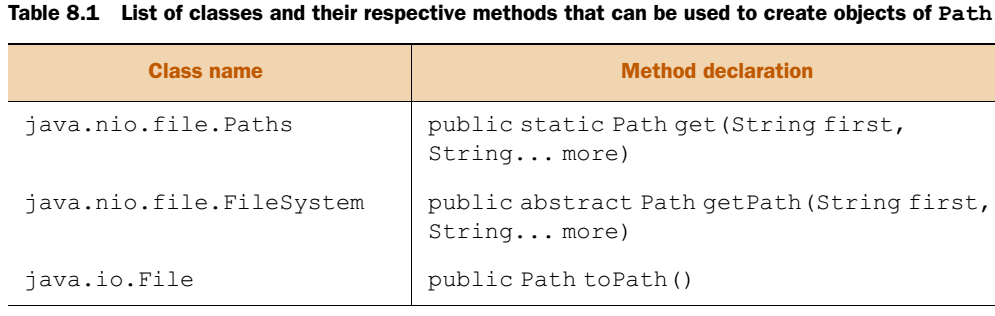 Table 8.1 List of classes and their respective methods that can be used to create objects of Path
Class name Method declaration
java.nio.file.Paths public static Path get(String first,
String... more)
java.nio.file.FileSystem public abstract Path getPath(String first,
String... more)
java.io.File public Path toPath()